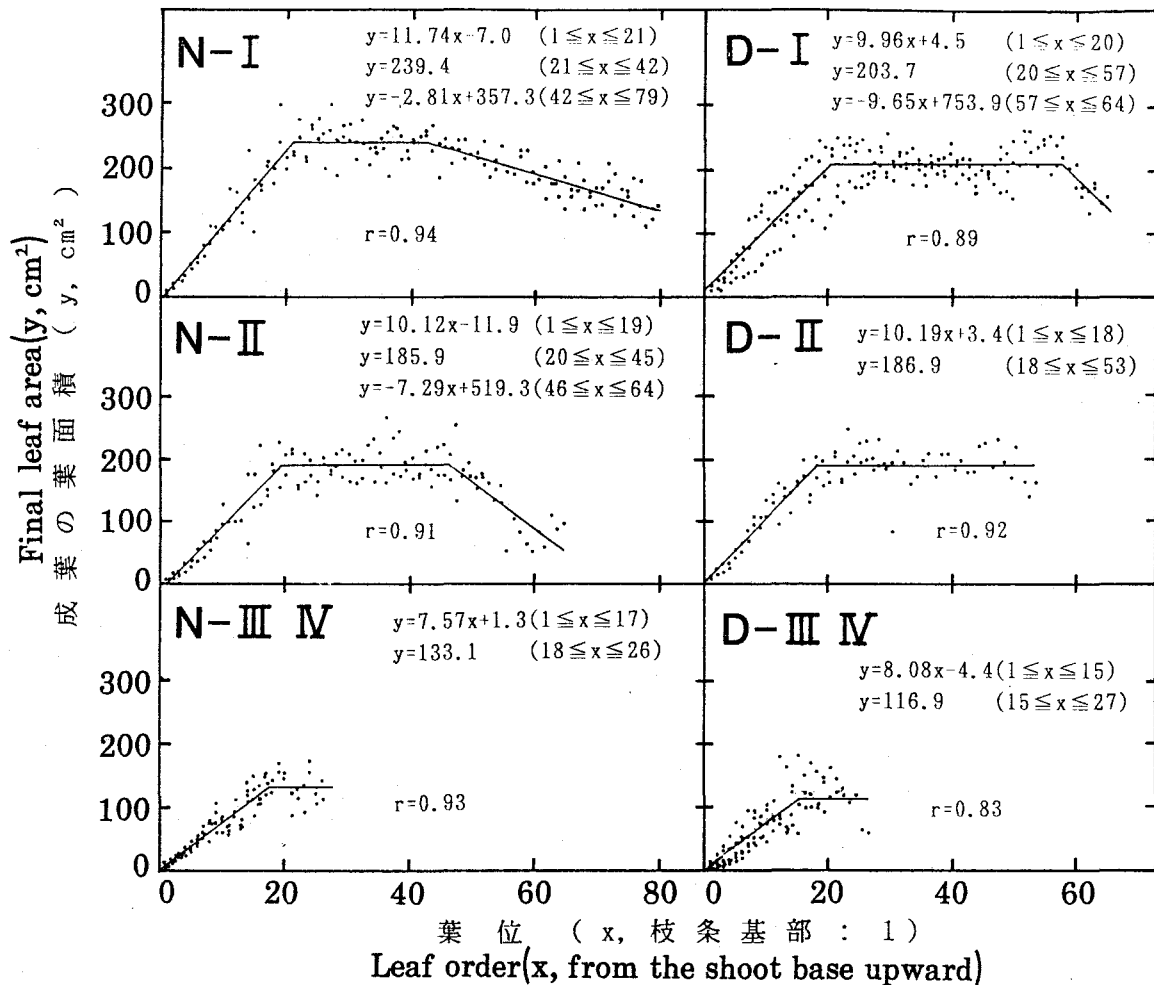 N-Ⅰ
y=11.74x-7.0 (1≦x≦21)
y=239.4 (21≦x≦42)
y=-2.81x+357.3(42≦x≦79)
r=0.94
D-Ⅰ
y=9.96x+4.5 (1≦x≦20)
y=203.7 (20≦x≦57)
y=-9.65x+753.9(57≦x≦64)
r=0.89
300
200
100
0
N-Ⅱ
y=10.12x-11.9 (1≦x≦19)
y=185.9 (20≦x≦45)
y=-7.29x+519.3(46≦x≦64)
r=0.91
D-Ⅱ
y=10.19x+3.4(1≦x≦18)
y=186.9 (18≦x≦53)
r=0.92
300
200
100
0
N-Ⅲ Ⅳ
y=7.57x+1.3(1≦x≦17)
y=133.1 (18≦x≦26)
r=0.93
D-Ⅲ Ⅳ
y=8.08x-4.4(1≦x≦15)
y=116.9 (15≦x≦27)
r=0.83
300
200
100
0
0 20 40 60 80
0 20 40 60
Final leaf area(y, cm²)
成葉の葉面積(y, cm²)
葉位 (x, 枝条基部:1)
Leaf order(x, from the shoot base upward)